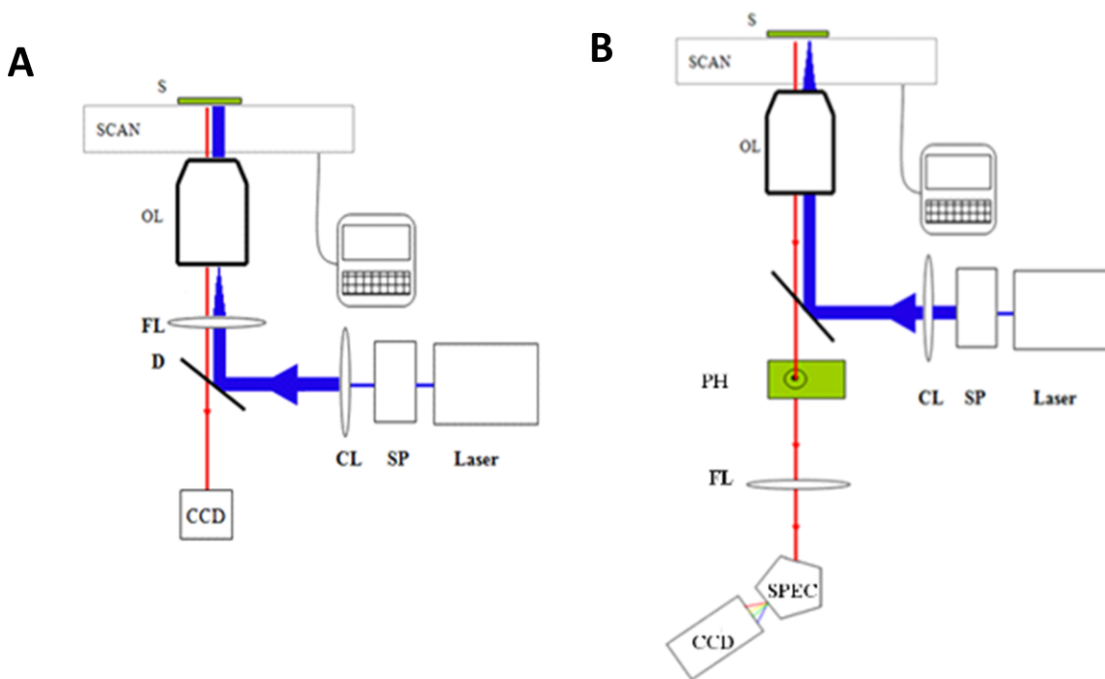 A
S
SCAN
OL
FL
D
CL SP Laser
CCD
B
S
SCAN
OL
PH
CL SP Laser
FL
SPEC
CCD